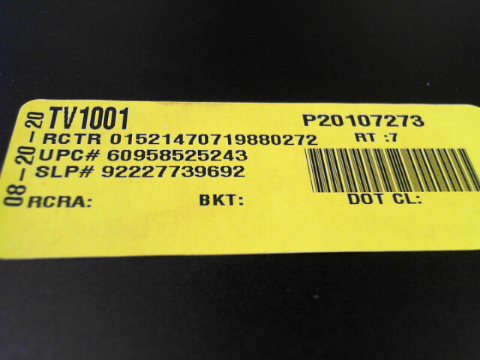 08-20-20
TV1001 P20107273
RCTR 01521470719880272 RT :7
UPC# 60958525243
SLP# 92227739692
RCRA: BKT: DOT CL: